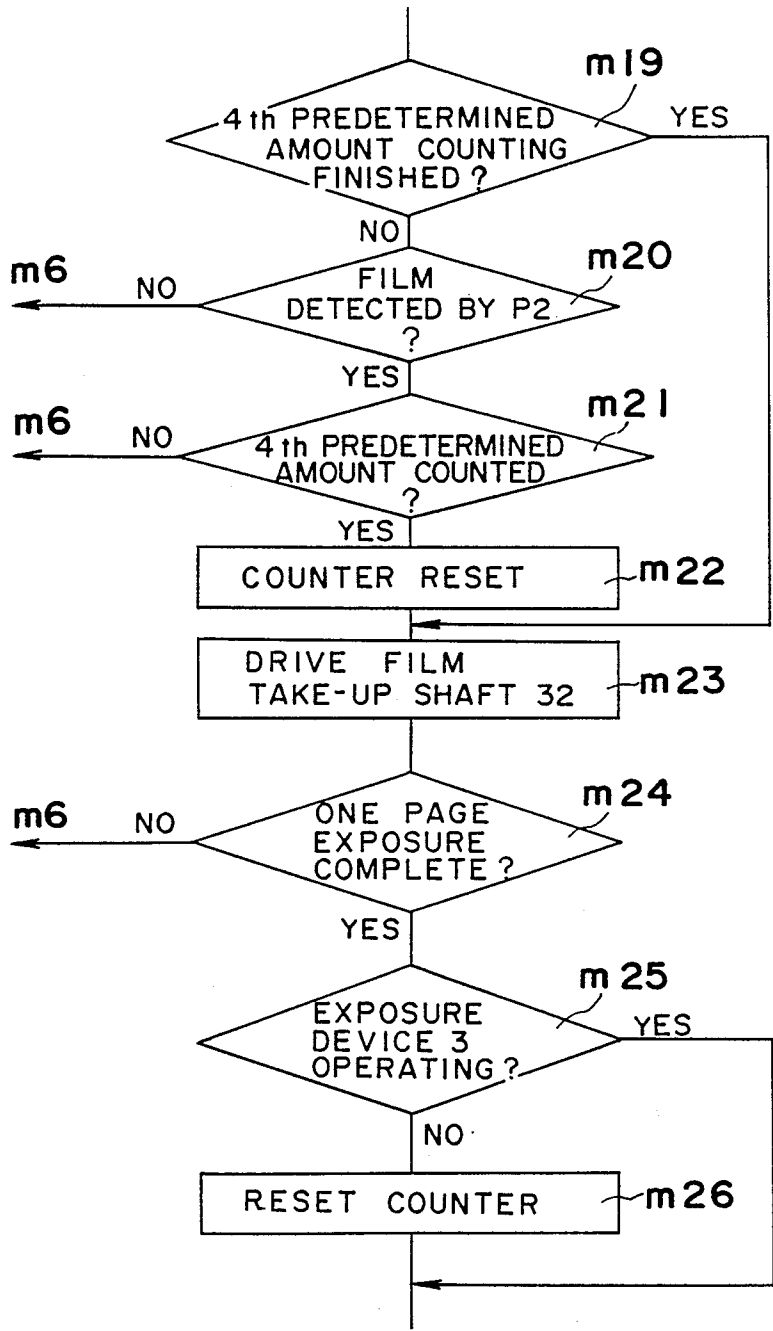 m19
4th PREDETERMINED
AMOUNT COUNTING
FINISHED?
YES
NO
m6
NO
m20
FILM
DETECTED BY P2
?
YES
m6
NO
m21
4th PREDETERMINED
AMOUNT COUNTED
?
YES
COUNTER RESET
m22
DRIVE FILM
TAKE-UP SHAFT 32
m23
m6
NO
m24
ONE PAGE
EXPOSURE
COMPLETE?
YES
m25
EXPOSURE
DEVICE 3
OPERATING?
YES
NO
RESET COUNTER
m26